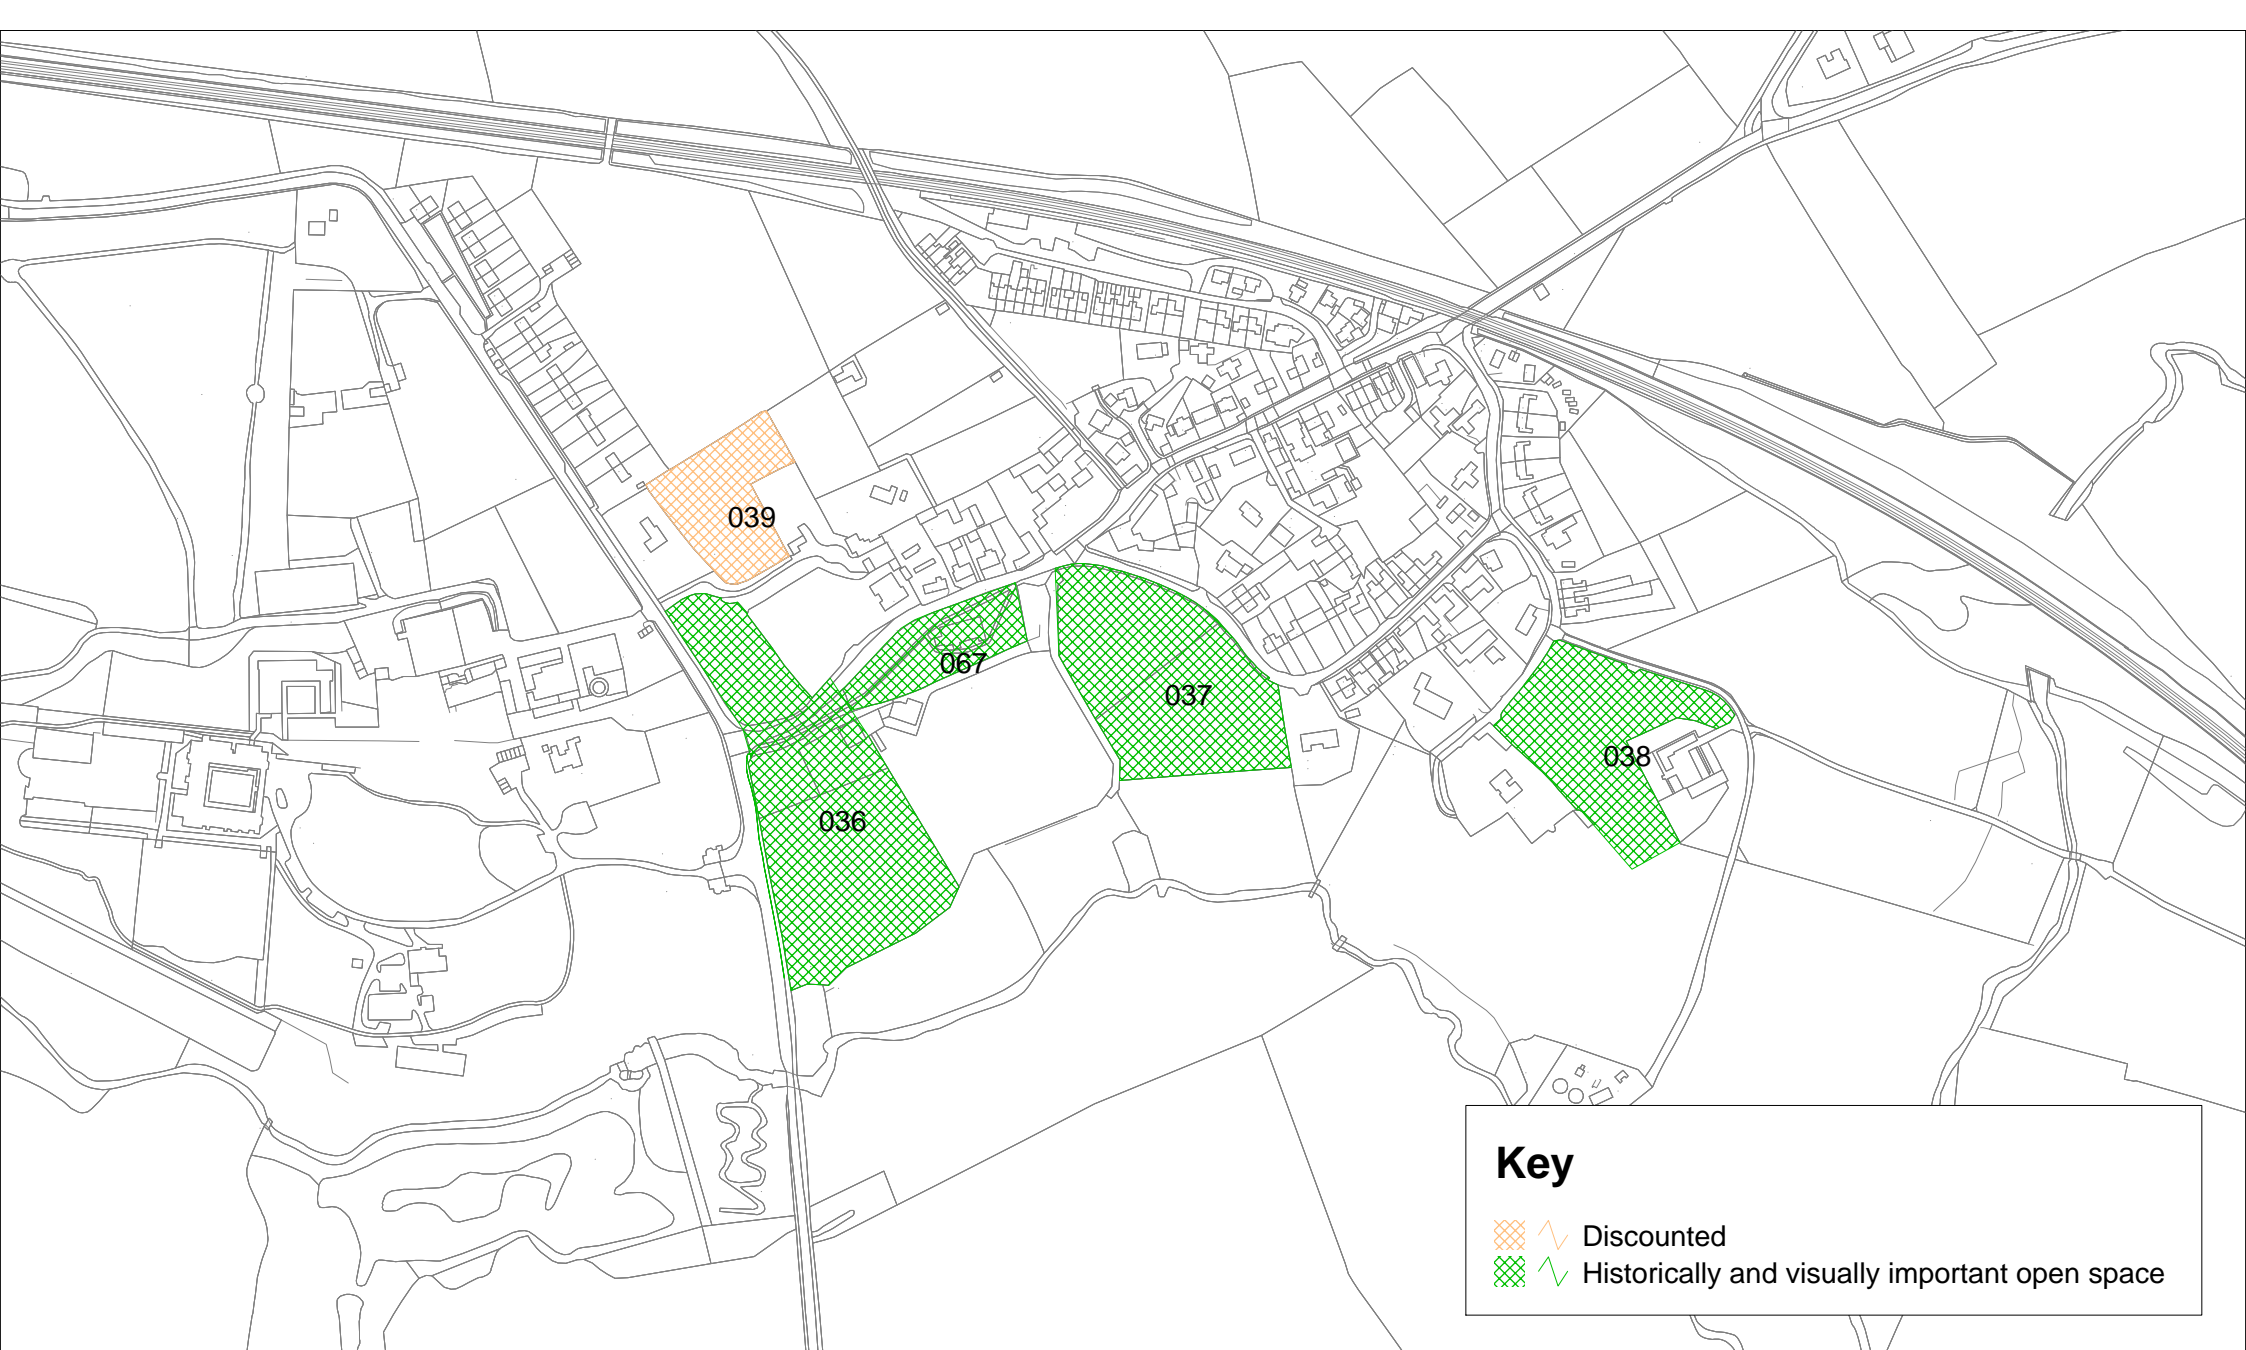 039
067
037
038
036
Key
Discounted
Historically and visually important open space